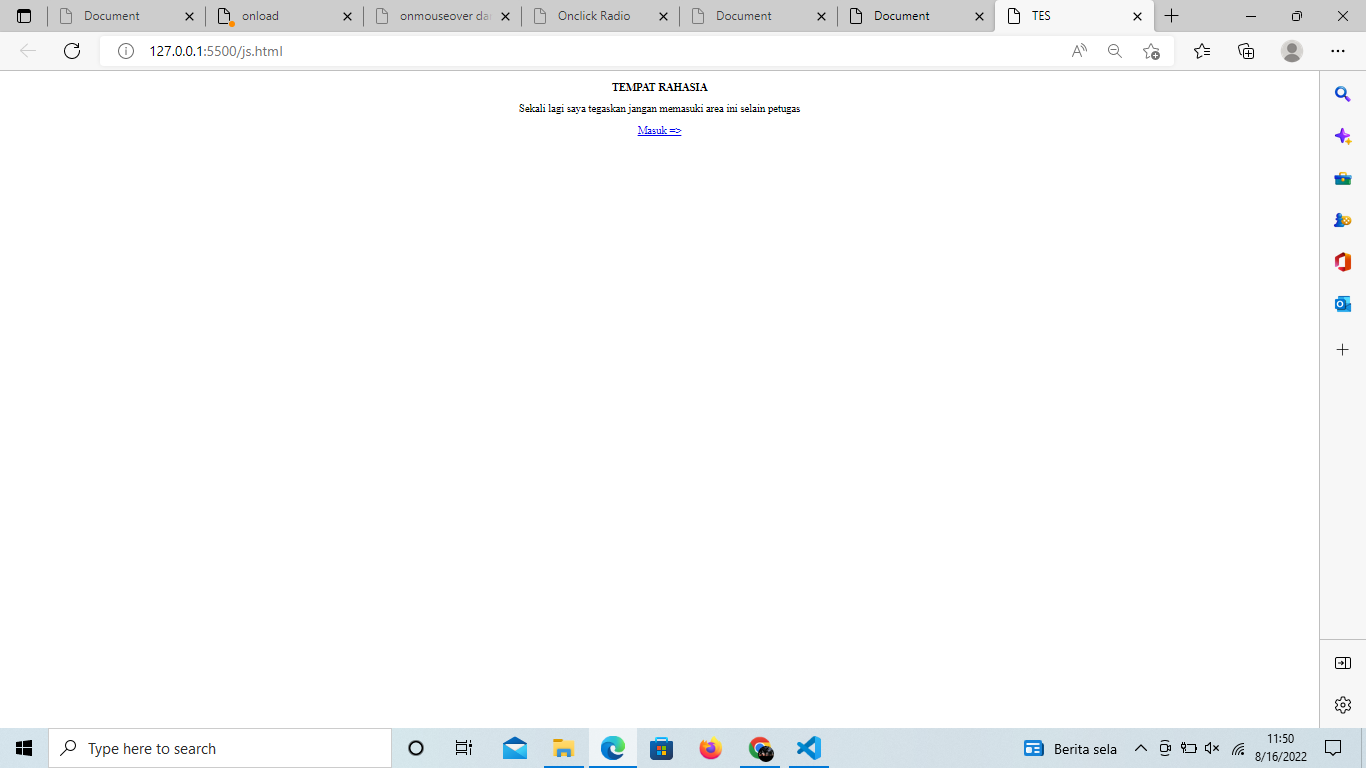 Document
onload
onmouseover da
Onclick Radio
Document
Document
TES
127.0.0.1:5500/js.html
TEMPAT RAHASIA
Sekali lagi saya tegaskan jangan memasuki area ini selain petugas
Masuk =>
Type here to search
Berita sela
11:50
8/16/2022